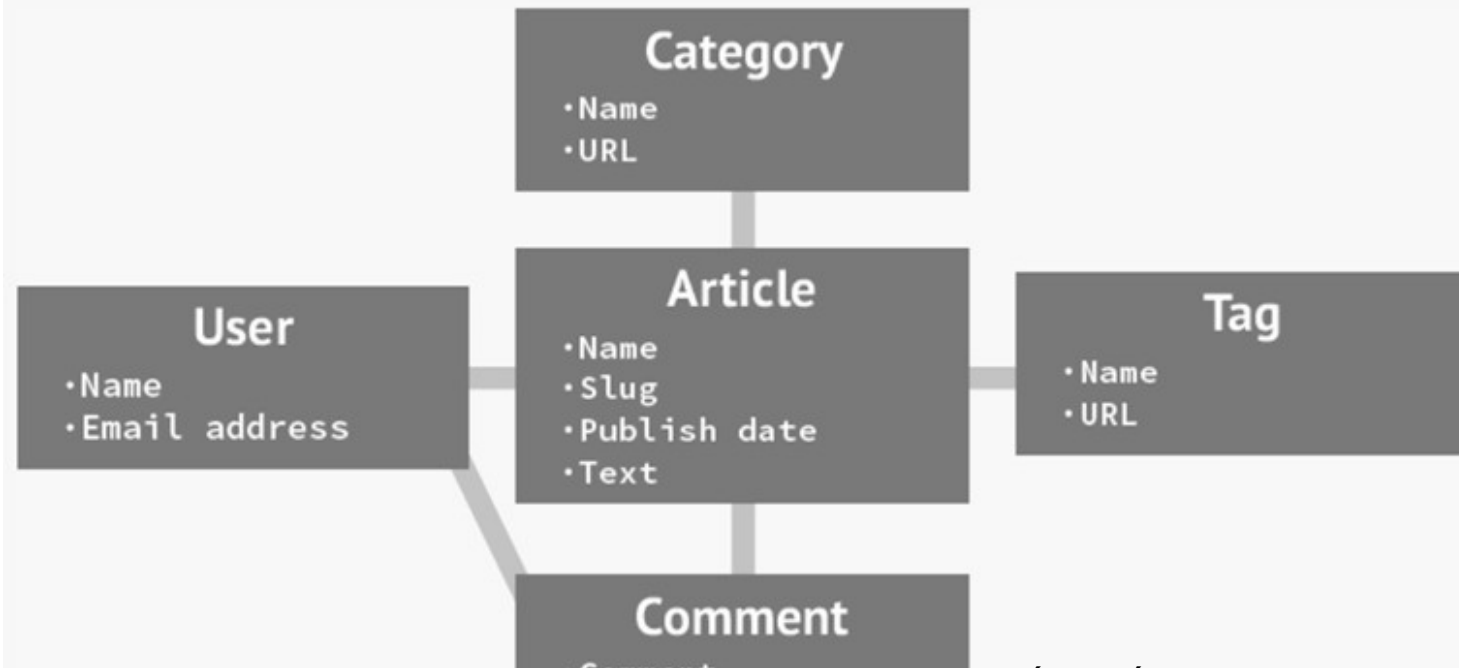 Category
·Name
·URL
Article
·Name
·Slug
·Publish date
·Text
User
·Name
·Email address
Tag
·Name
·URL
Comment